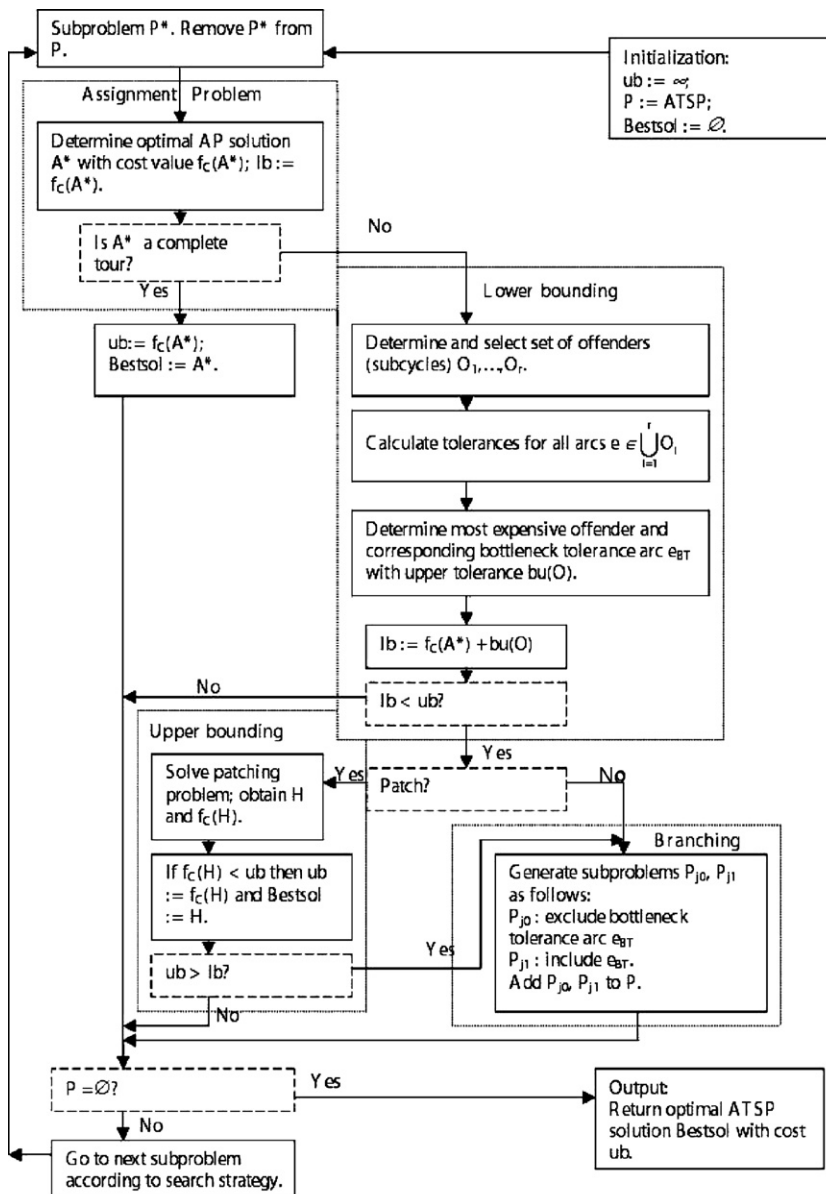 Subproblem P*. Remove P* from
P.
Initialization:
ub := ∞;
P := ATSP;
Bestsol := ∅.
Assignment Problem
Determine optimal AP solution
A* with cost value f_C(A*); lb :=
f_C(A*).
Is A* a complete
tour?
No
Yes
Lower bounding
ub:= f_C(A*);
Bestsol := A*.
Determine and select set of offenders
(subcycles) O_1,...,O_r.
Calculate tolerances for all arcs e ∈ ⋃_{i=1}^{r} O_i
Determine most expensive offender and
corresponding bottleneck tolerance arc e_BT
with upper tolerance bu(O).
lb := f_C(A*) +bu(O)
No
lb < ub?
Upper bounding
Yes
Solve patching
problem; obtain H
and f_C(H).
Yes
Patch?
No
Branching
If f_C(H) < ub then ub
:= f_C(H) and Bestsol
:= H.
Generate subproblems P_j0, P_j1
as follows:
P_j0 : exclude bottleneck
tolerance arc e_BT
P_j1 : include e_BT.
Add P_j0, P_j1 to P.
Yes
ub > lb?
No
P =∅?
Yes
Output:
Return optimal ATSP
solution Bestsol with cost
ub.
No
Go to next subproblem
according to search strategy.